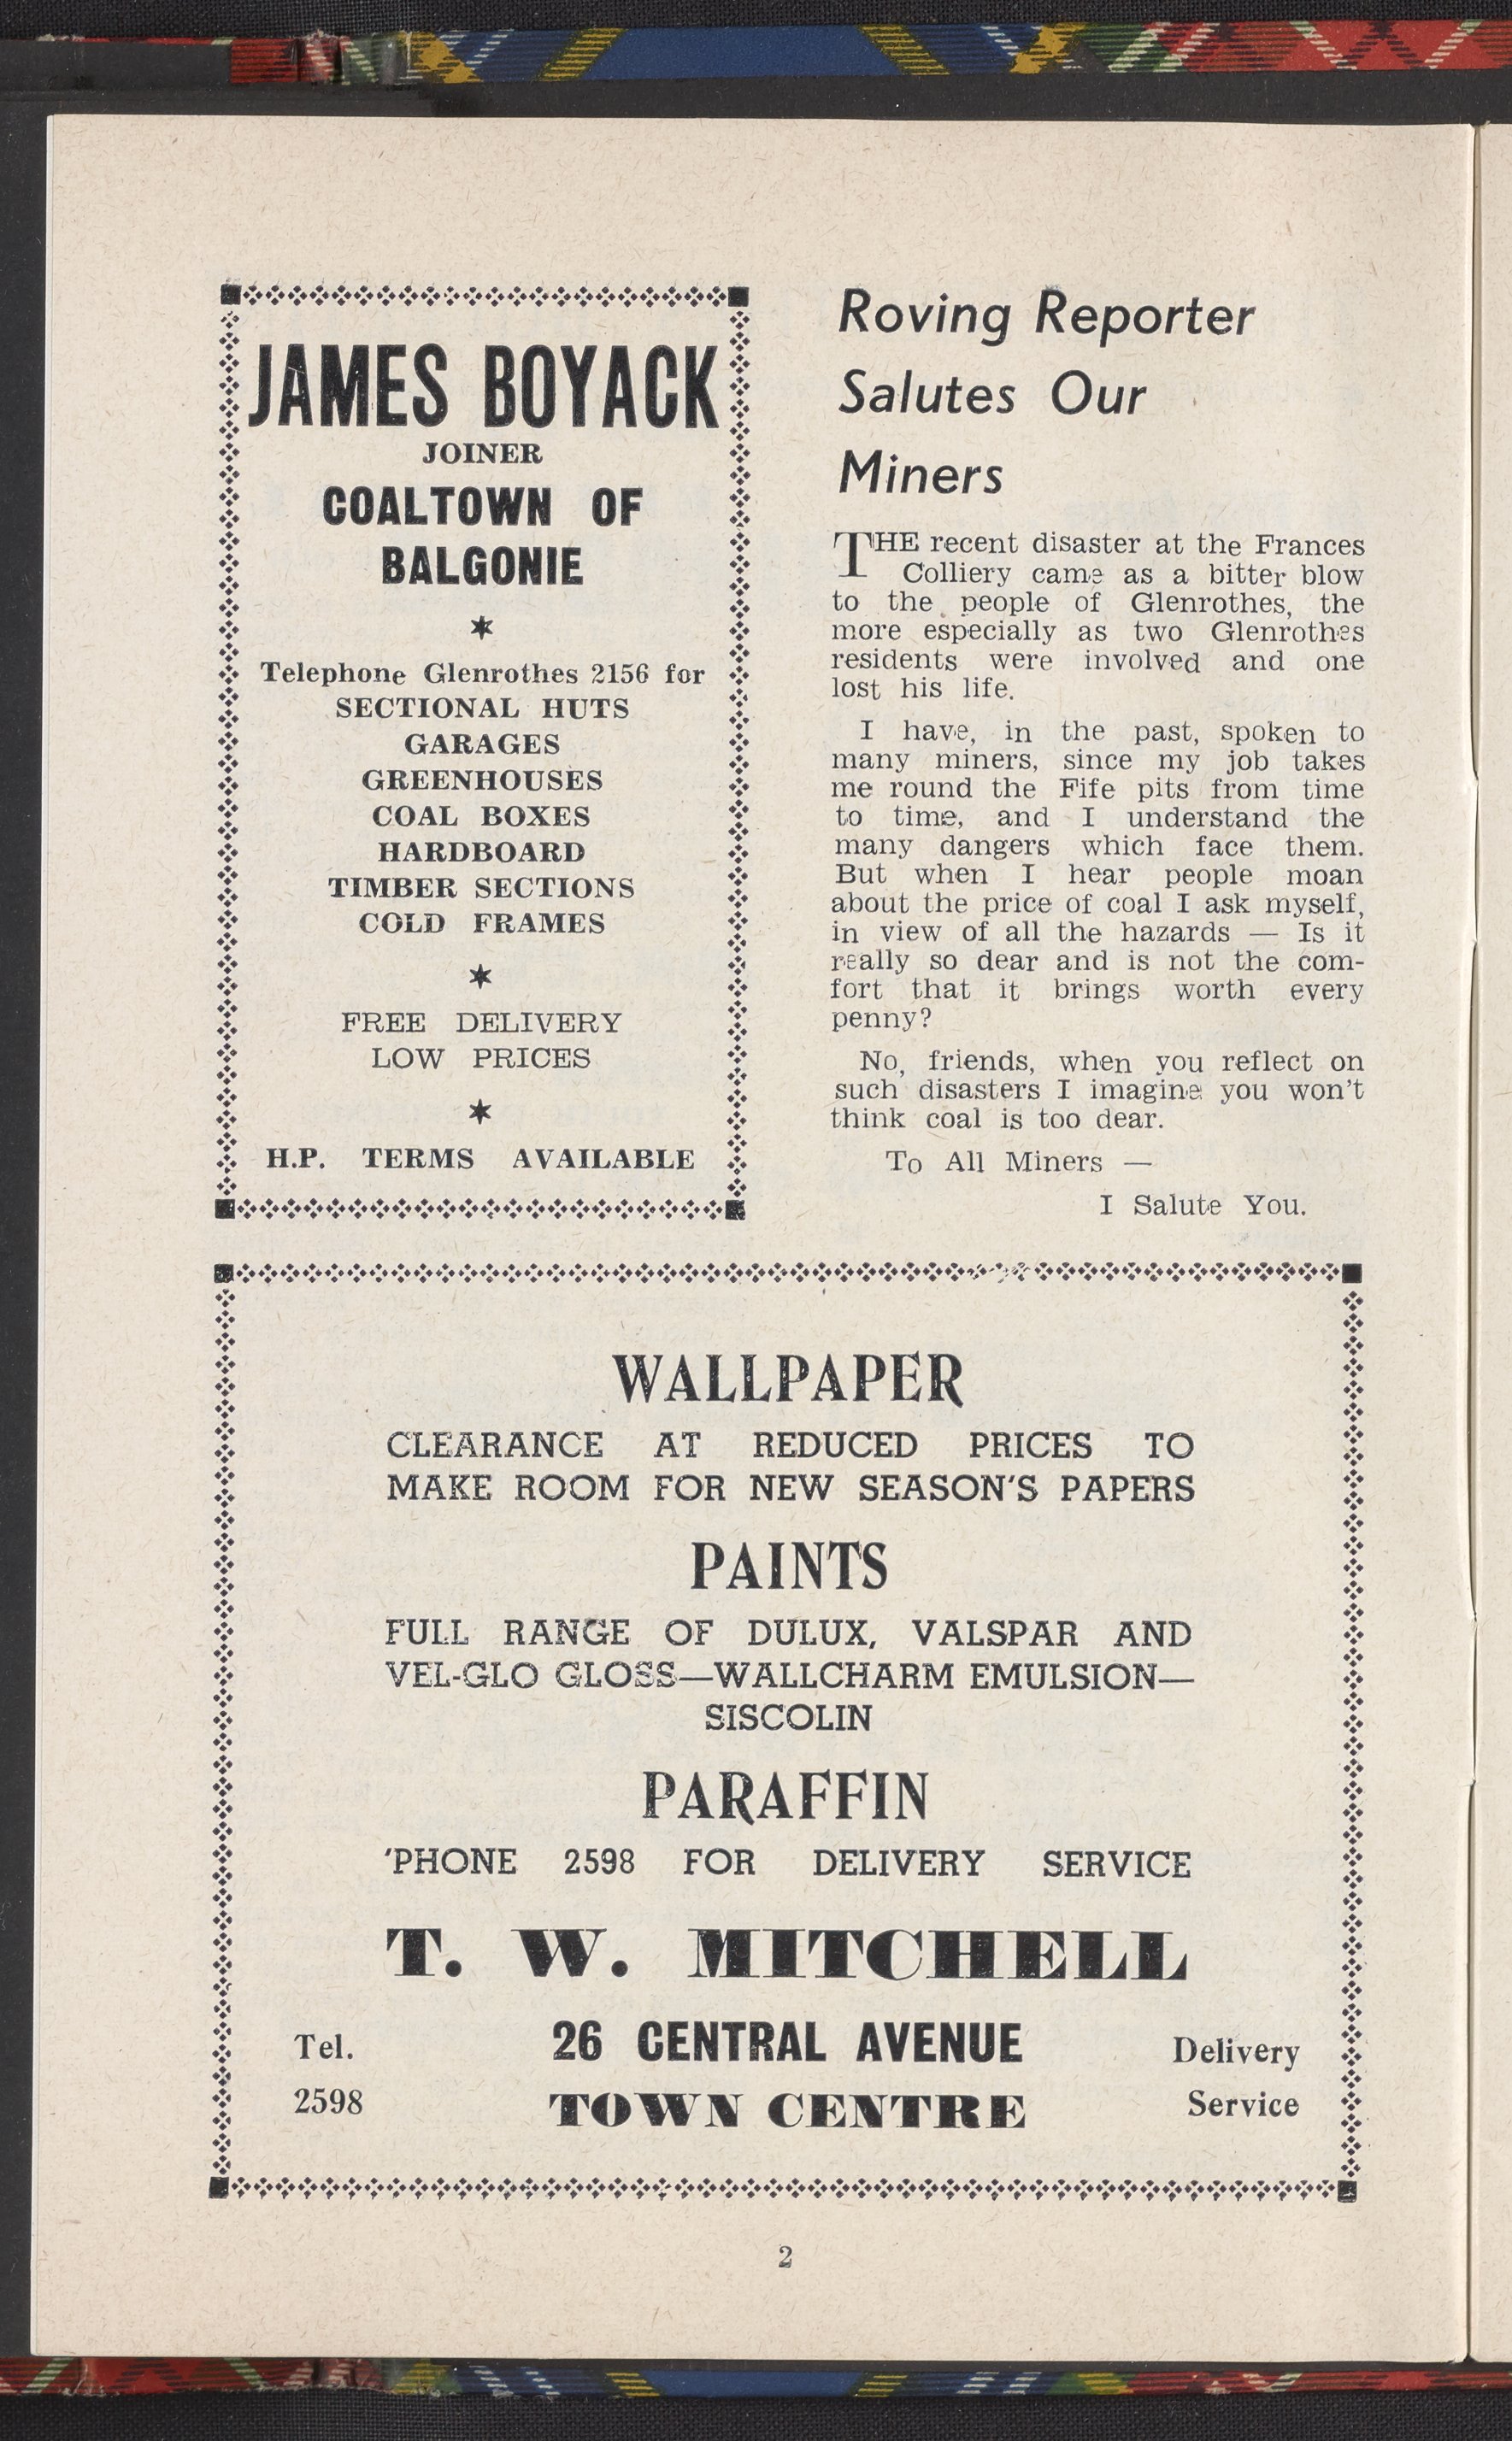 JAMES BOYACK
JOINER
COALTOWN OF
BALGONIE
Telephone Glenrothes 2156 for
SECTIONAL HUTS
GARAGES
GREENHOUSES
COAL BOXES
HARDBOARD
TIMBER SECTIONS
COLD FRAMES
FREE DELIVERY
LOW PRICES
H.P. TERMS AVAILABLE
Roving Reporter
Salutes Our
Miners
THE recent disaster at the Frances
Colliery came as a bitter blow
to the people of Glenrothes, the
more especially as two Glenrothes
residents were involved and one
lost his life.
I have, in the past, spoken to
many miners, since my job takes
me round the Fife pits from time
to time, and I understand the
many dangers which face them.
But when I hear people moan
about the price of coal I ask myself,
in view of all the hazards — Is it
really so dear and is not the com-
fort that it brings worth every
penny?
No, friends, when you reflect on
such disasters I imagine you won't
think coal is too dear.
To All Miners —
I Salute You.
WALLPAPER
CLEARANCE AT REDUCED PRICES TO
MAKE ROOM FOR NEW SEASON'S PAPERS
PAINTS
FULL RANGE OF DULUX, VALSPAR AND
VEL-GLO GLOSS—WALLCHARM EMULSION—
SISCOLIN
PARAFFIN
'PHONE 2598 FOR DELIVERY SERVICE
T. W. MITCHELL
Tel. 26 CENTRAL AVENUE Delivery
2598 TOWN CENTRE Service
2